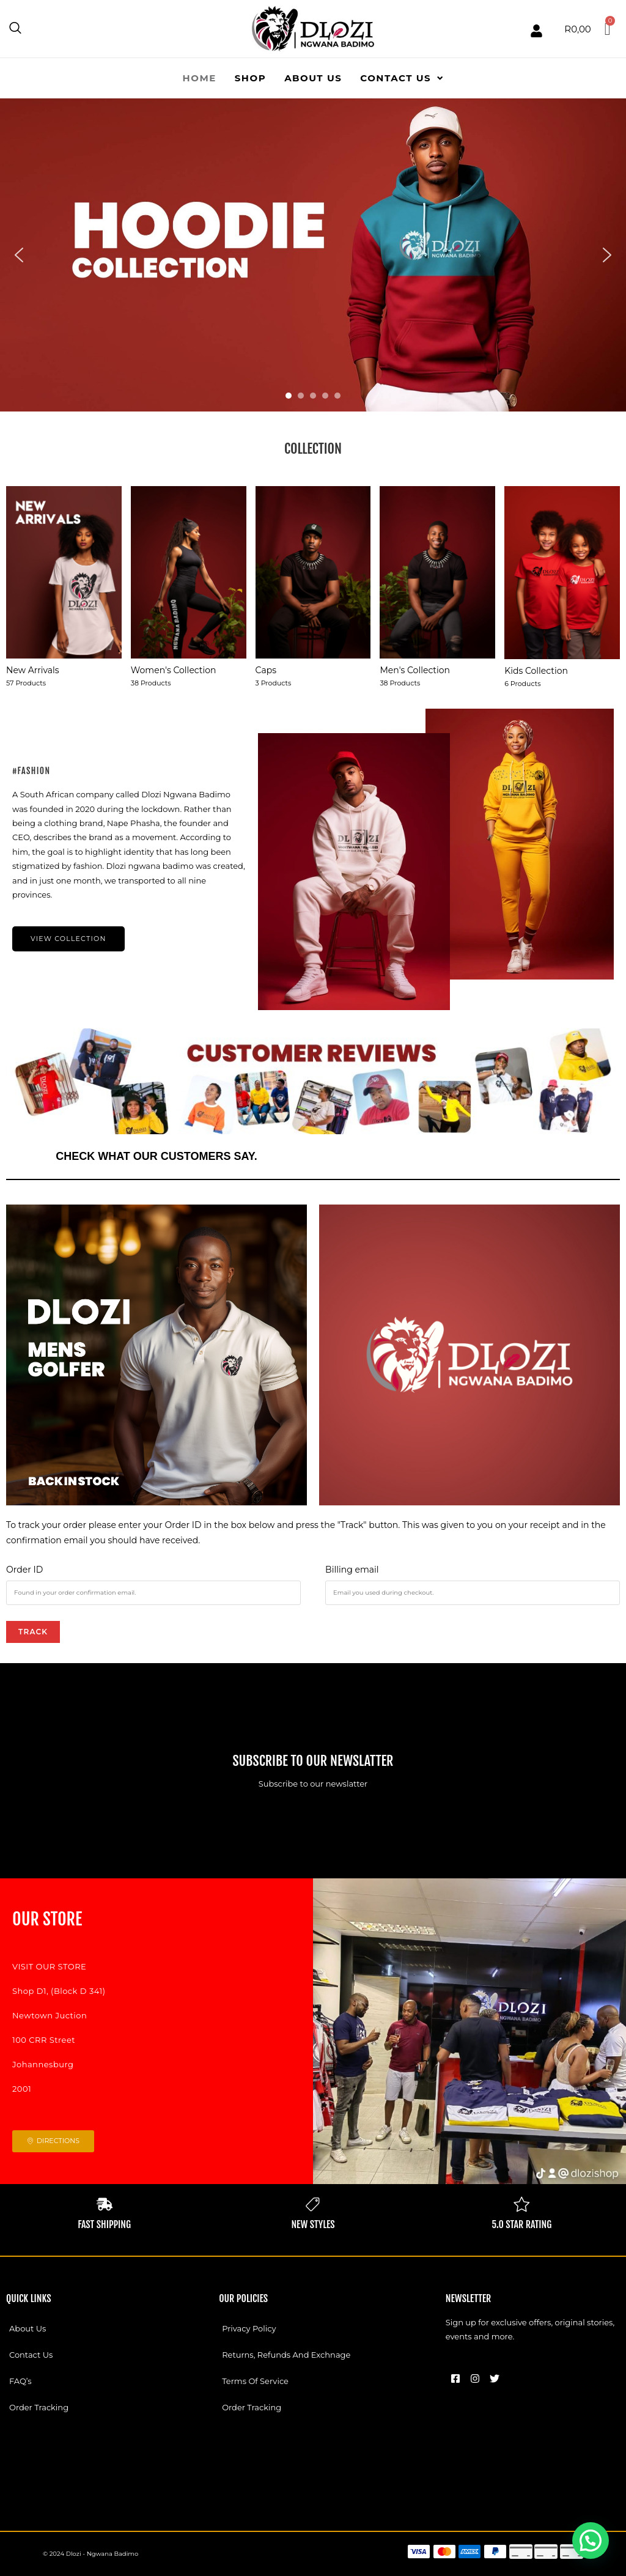 DLOZI
NGWANA BADIMO
R0,00
0
HOME
SHOP
ABOUT US
CONTACT US
HOODIE
COLLECTION
DLOZI
NGWANA BADIMO
COLLECTION
NEW
ARRIVALS
DLOZI
NGWANA BADIMO
New Arrivals
57 Products
Women's Collection
38 Products
Caps
3 Products
Men's Collection
38 Products
Kids Collection
6 Products
#FASHION
A South African company called Dlozi Ngwana Badimo
was founded in 2020 during the lockdown. Rather than
being a clothing brand, Nape Phasha, the founder and
CEO, describes the brand as a movement. According to
him, the goal is to highlight identity that has long been
stigmatized by fashion. Dlozi ngwana badimo was created,
and in just one month, we transported to all nine
provinces.
VIEW COLLECTION
DLOZI
DLOZI
CUSTOMER REVIEWS
CHECK WHAT OUR CUSTOMERS SAY.
DLOZI
MENS
GOLFER
BACK IN STOCK
DLOZI
NGWANA BADIMO
To track your order please enter your Order ID in the box below and press the "Track" button. This was given to you on your receipt and in the
confirmation email you should have received.
Order ID
Billing email
Found in your order confirmation email.
Email you used during checkout.
TRACK
SUBSCRIBE TO OUR NEWSLATTER
Subscribe to our newslatter
OUR STORE
VISIT OUR STORE
Shop D1, (Block D 341)
Newtown Juction
100 CRR Street
Johannesburg
2001
DIRECTIONS
DLOZI
NGWANA BADIMO
dlozishop
FAST SHIPPING
NEW STYLES
5.0 STAR RATING
QUICK LINKS
About Us
Contact Us
FAQ's
Order Tracking
OUR POLICIES
Privacy Policy
Returns, Refunds And Exchnage
Terms Of Service
Order Tracking
NEWSLETTER
Sign up for exclusive offers, original stories,
events and more.
© 2024 Dlozi - Ngwana Badimo
VISA